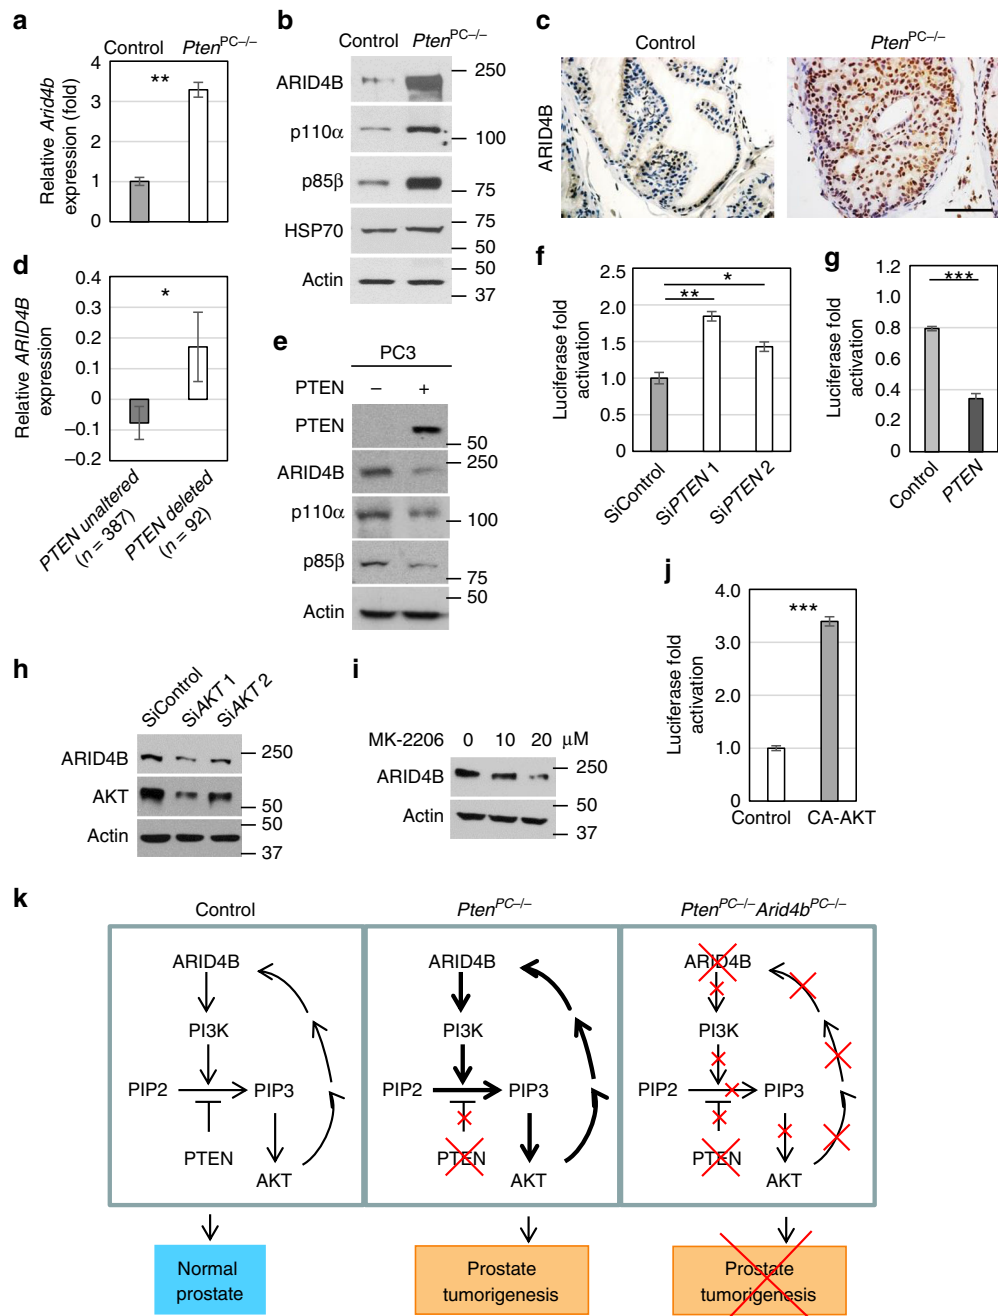 a
Control
Pten^PC–/–
Relative Arid4b
expression (fold)
**
4
3
2
1
0
b
Control
Pten^PC–/–
ARID4B
250
p110α
100
p85β
75
HSP70
75
50
Actin
50
37
c
Control
Pten^PC–/–
ARID4B
d
Relative ARID4B
expression
*
0.4
0.3
0.2
0.1
0
–0.1
–0.2
PTEN unaltered
(n = 387)
PTEN deleted
(n = 92)
e
PC3
PTEN – +
PTEN
50
ARID4B
250
p110α
100
p85β
75
Actin
50
f
Luciferase fold
activation
2.5
2.0
1.5
1.0
0.5
0
*
**
SiControl
SiPTEN 1
SiPTEN 2
g
Luciferase fold
activation
1.2
1.0
0.8
0.6
0.4
0.2
0
***
Control
PTEN
h
SiControl
SiAKT 1
SiAKT 2
ARID4B
250
AKT
50
Actin
50
37
i
MK-2206 0 10 20 μM
ARID4B
250
Actin
50
37
j
Luciferase fold
activation
4.0
3.0
2.0
1.0
0
***
Control
CA-AKT
k
Control
ARID4B
PI3K
PIP2
PIP3
PTEN
AKT
Normal
prostate
Pten^PC–/–
ARID4B
PI3K
PIP2
PIP3
PTEN
AKT
Prostate
tumorigenesis
Pten^PC–/– Arid4b^PC–/–
ARID4B
PI3K
PIP2
PIP3
PTEN
AKT
Prostate
tumorigenesis